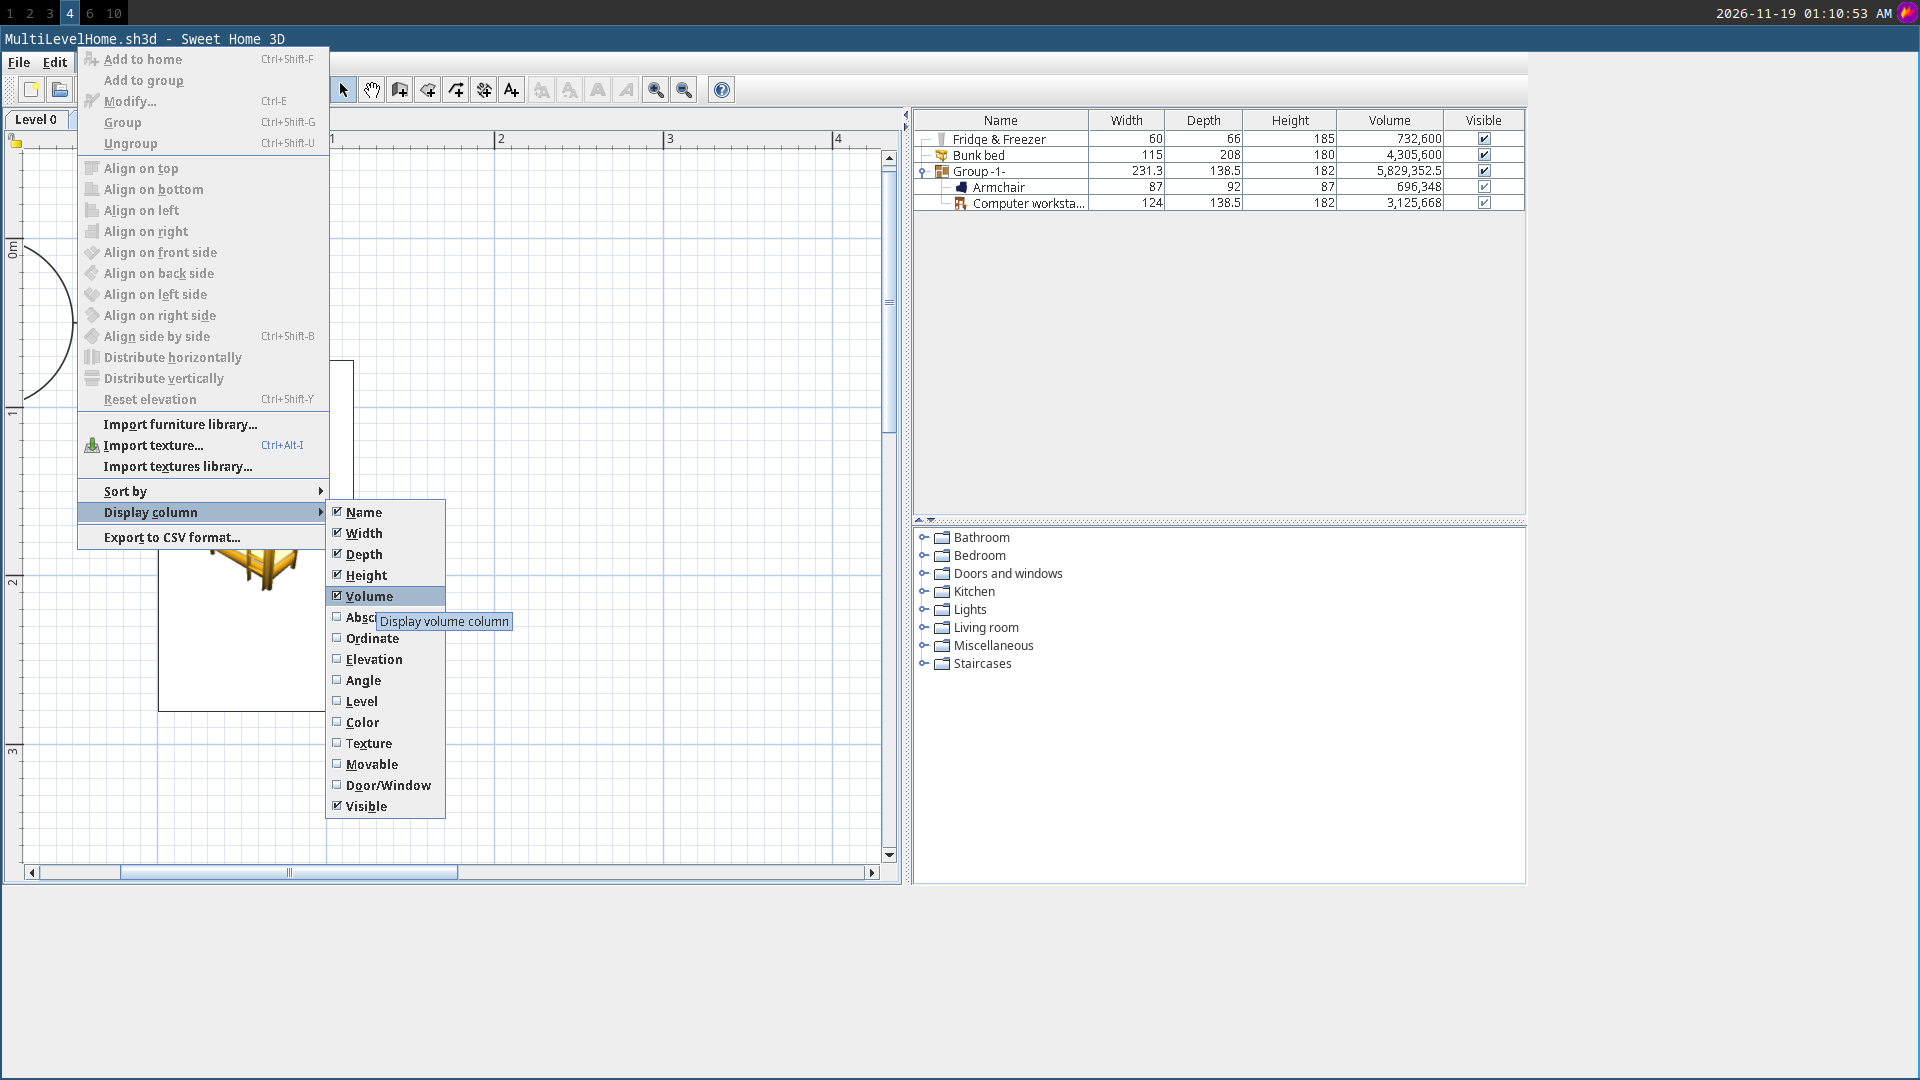 1 2 3 4 6 10
2026-11-19 01:10:53 AM
MultiLevelHome.sh3d - Sweet Home 3D
File Edit
Add to home Ctrl+Shift-F
Add to group
Modify... Ctrl-E
Group Ctrl+Shift-G
Ungroup Ctrl+Shift-U
Align on top
Align on bottom
Align on left
Align on right
Align on front side
Align on back side
Align on left side
Align on right side
Align side by side Ctrl+Shift-B
Distribute horizontally
Distribute vertically
Reset elevation Ctrl+Shift-Y
Import furniture library...
Import texture... Ctrl+Alt-I
Import textures library...
Sort by
Display column
Export to CSV format...
Name
Width
Depth
Height
Volume
Absci
Display volume column
Ordinate
Elevation
Angle
Level
Color
Texture
Movable
Door/Window
Visible
Level 0
1 2 3 4
0m
1
2
3
Name Width Depth Height Volume Visible
Fridge & Freezer 60 66 185 732,600
Bunk bed 115 208 180 4,305,600
Group -1- 231.3 138.5 182 5,829,352.5
Armchair 87 92 87 696,348
Computer worksta... 124 138.5 182 3,125,668
Bathroom
Bedroom
Doors and windows
Kitchen
Lights
Living room
Miscellaneous
Staircases